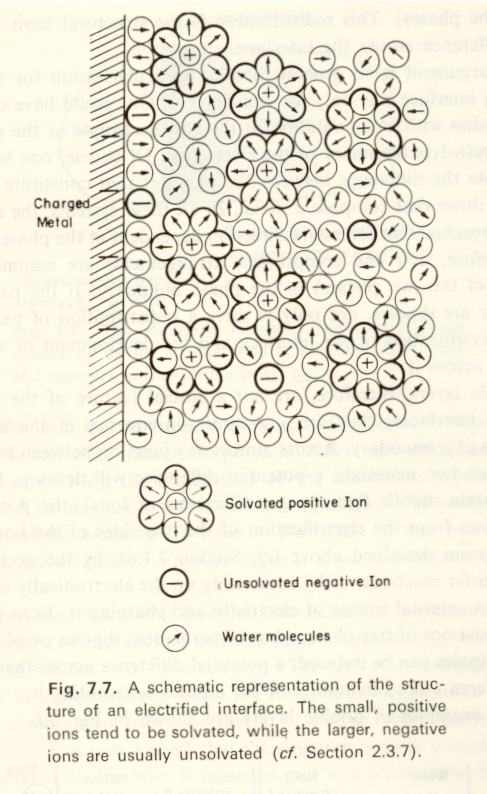 Charged
Metal
Solvated positive Ion
Unsolvated negative Ion
Water molecules
Fig. 7.7. A schematic representation of the struc-
ture of an electrified interface. The small, positive
ions tend to be solvated, while the larger, negative
ions are usually unsolvated (cf. Section 2.3.7).